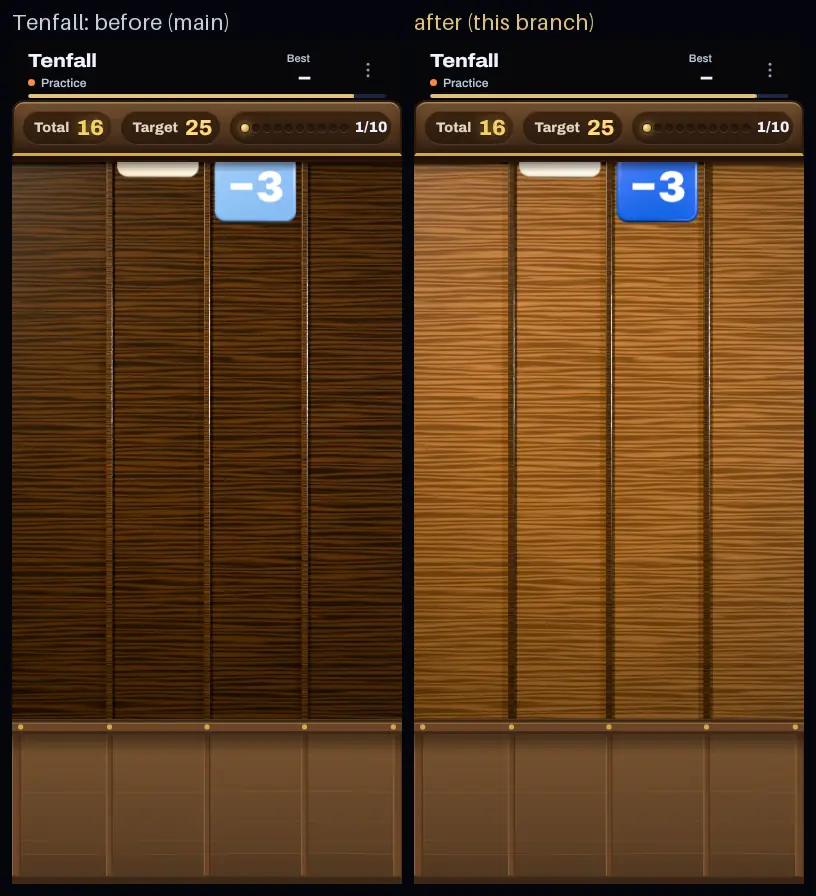 Tenfall: before (main)
Tenfall
Best
Practice
–
Total 16
Target 25
1/10
−3
after (this branch)
Tenfall
Best
Practice
–
Total 16
Target 25
1/10
−3